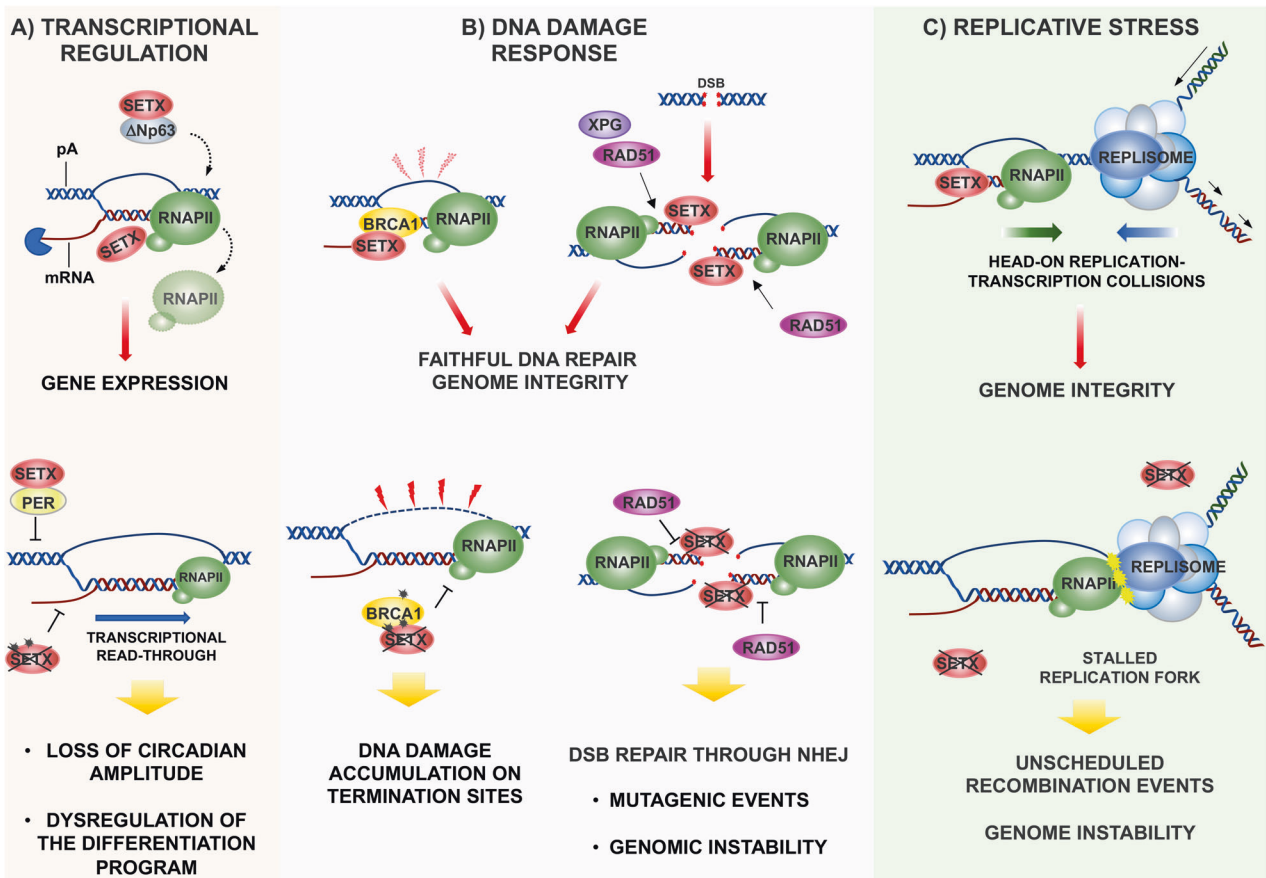 A) TRANSCRIPTIONAL
REGULATION
SETX
ΔNp63
pA
RNAPII
SETX
mRNA
RNAPII
GENE EXPRESSION
SETX
PER
RNAPII
TRANSCRIPTIONAL
READ-THROUGH
SETX
• LOSS OF CIRCADIAN
AMPLITUDE
• DYSREGULATION OF
THE DIFFERENTIATION
PROGRAM
B) DNA DAMAGE
RESPONSE
DSB
XPG
RAD51
BRCA1
RNAPII
SETX
RNAPII
SETX
SETX
RNAPII
RAD51
FAITHFUL DNA REPAIR
GENOME INTEGRITY
RNAPII
BRCA1
SETX
DNA DAMAGE
ACCUMULATION ON
TERMINATION SITES
RAD51
SETX
RNAPII
RNAPII
SETX
RAD51
DSB REPAIR THROUGH NHEJ
• MUTAGENIC EVENTS
• GENOMIC INSTABILITY
C) REPLICATIVE STRESS
REPLISOME
SETX
RNAPII
HEAD-ON REPLICATION-
TRANSCRIPTION COLLISIONS
GENOME INTEGRITY
SETX
REPLISOME
RNAPII
SETX
STALLED
REPLICATION FORK
UNSCHEDULED
RECOMBINATION EVENTS
GENOME INSTABILITY